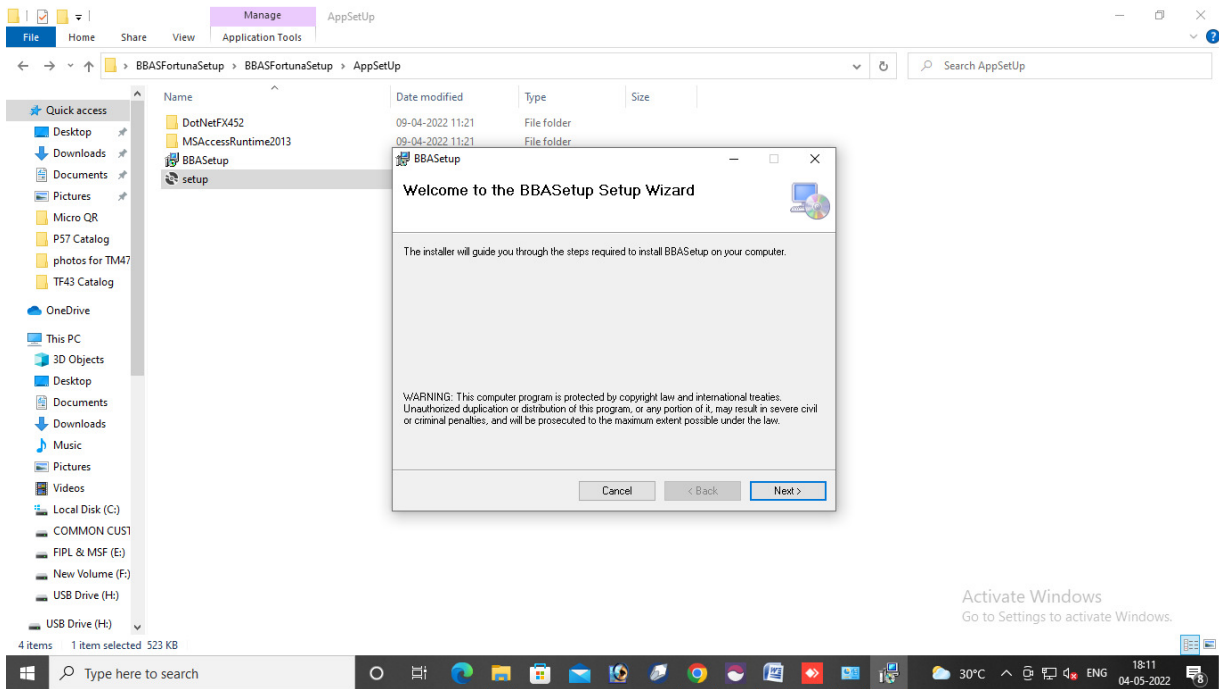 Manage
AppSetUp
File
Home
Share
View
Application Tools
BBASFortunaSetup › BBASFortunaSetup › AppSetUp
Search AppSetUp
Name
Date modified
Type
Size
Quick access
Desktop
Downloads
Documents
Pictures
Micro QR
P57 Catalog
photos for TM47
TF43 Catalog
OneDrive
This PC
3D Objects
Desktop
Documents
Downloads
Music
Pictures
Videos
Local Disk (C:)
COMMON CUST
FIPL & MSF (E:)
New Volume (F:)
USB Drive (H:)
USB Drive (H:)
DotNetFX452
09-04-2022 11:21
File folder
MSAccessRuntime2013
09-04-2022 11:21
File folder
BBASetup
setup
BBASetup
Welcome to the BBASetup Setup Wizard
The installer will guide you through the steps required to install BBASetup on your computer.
WARNING: This computer program is protected by copyright law and international treaties.
Unauthorized duplication or distribution of this program, or any portion of it, may result in severe civil
or criminal penalties, and will be prosecuted to the maximum extent possible under the law.
Cancel
< Back
Next >
Activate Windows
Go to Settings to activate Windows.
4 items
1 item selected 523 KB
Type here to search
30°C
ENG
18:11
04-05-2022
8